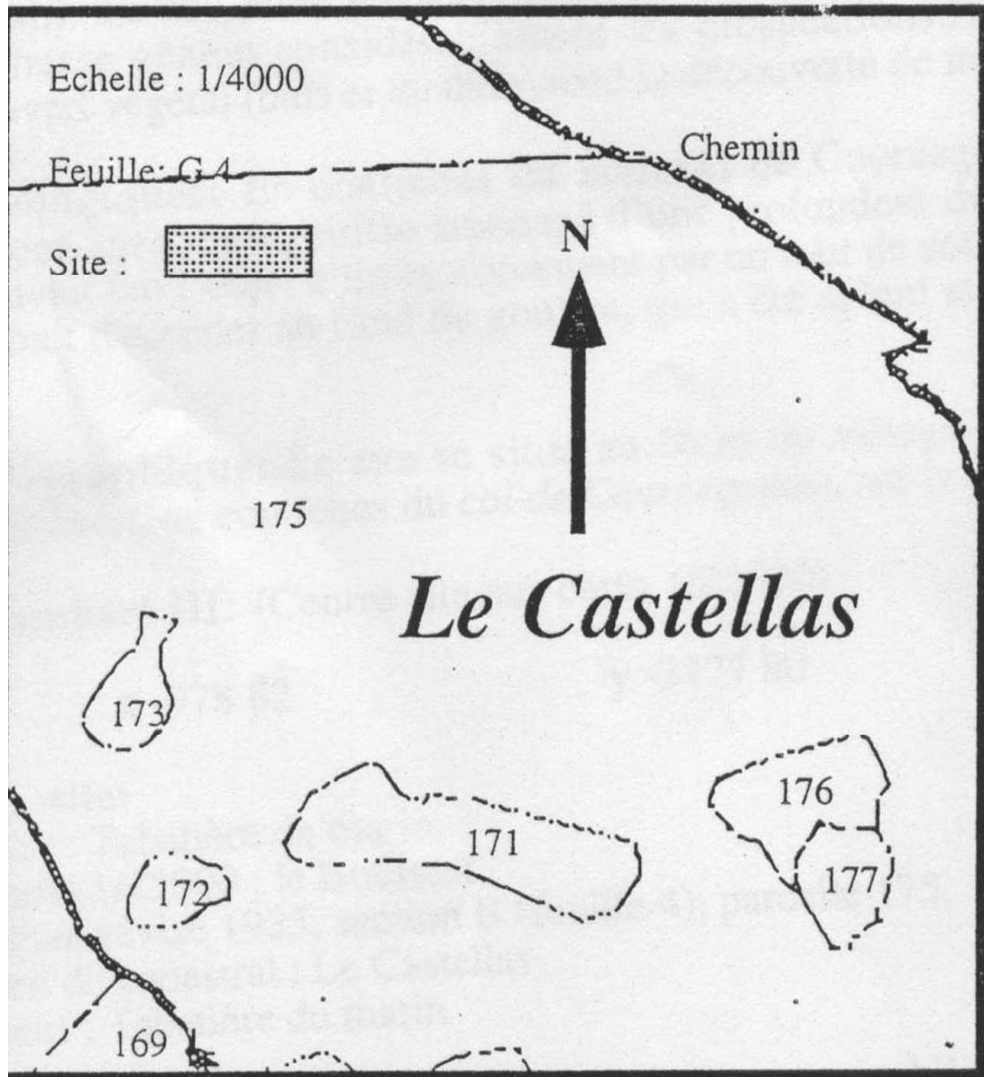 Echelle : 1/4000
Chemin
Feuille: G 4
N
Site :
175
Le Castellas
173
176
171
172
177
169